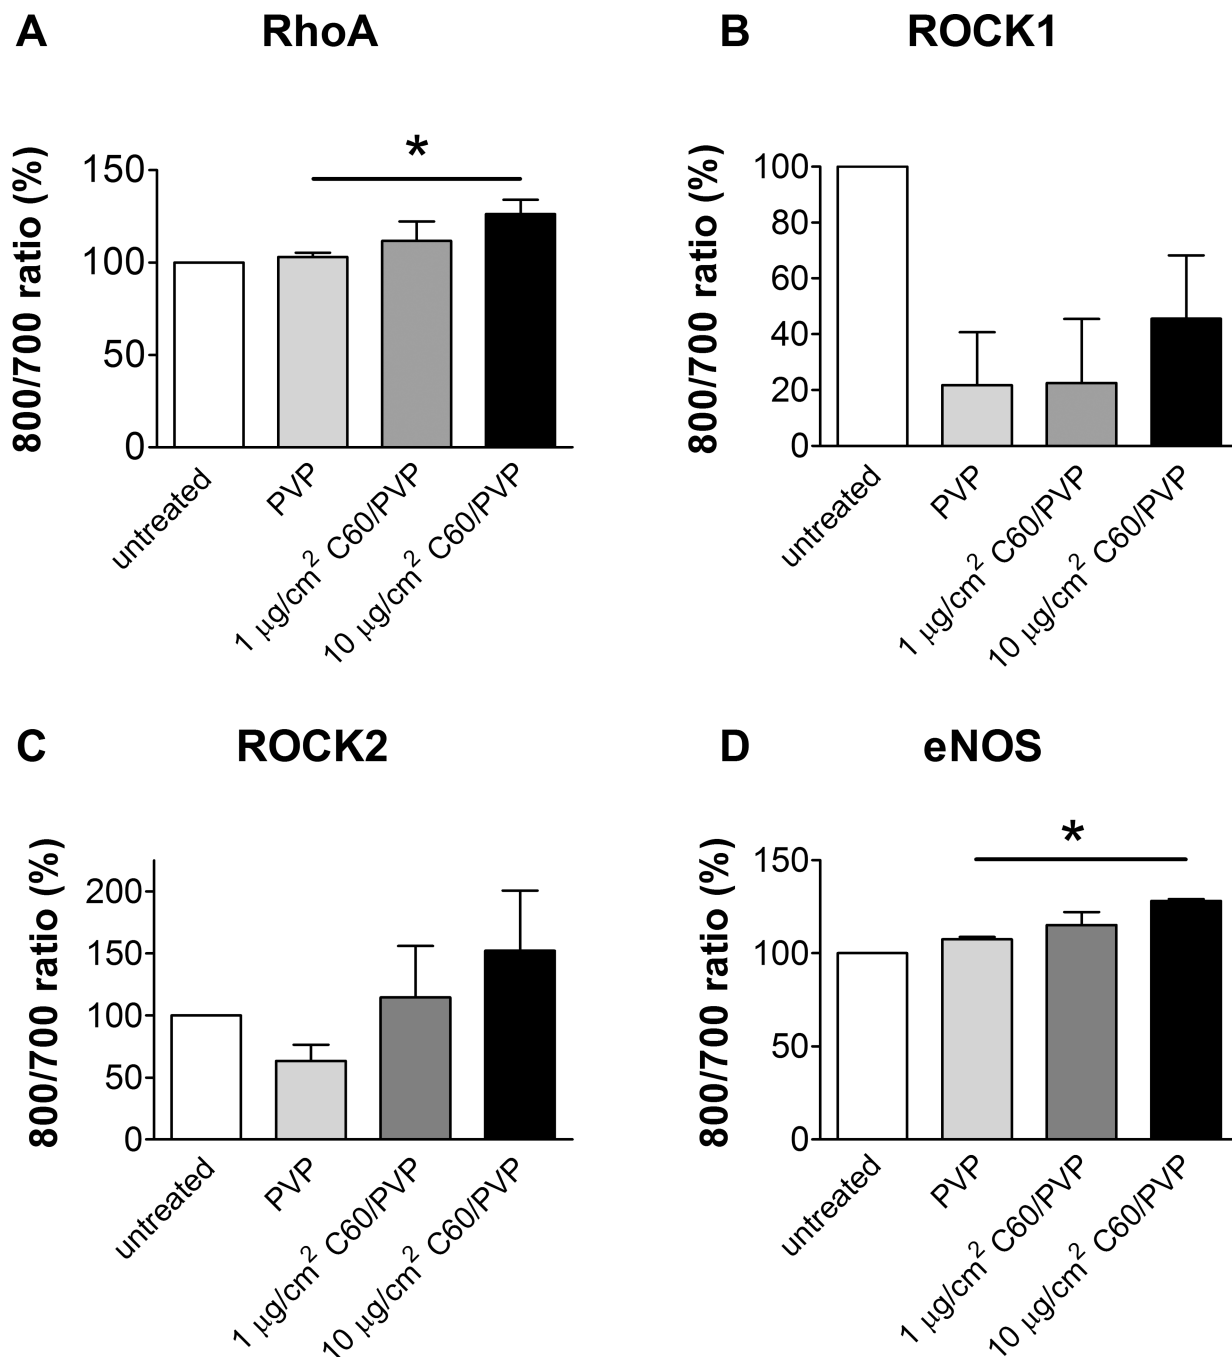 A RhoA
800/700 ratio (%)
150
*
100
50
0
untreated
PVP
1 μg/cm² C60/PVP
10 μg/cm² C60/PVP
B ROCK1
800/700 ratio (%)
100
80
60
40
20
0
untreated
PVP
1 μg/cm² C60/PVP
10 μg/cm² C60/PVP
C ROCK2
800/700 ratio (%)
200
150
100
50
0
untreated
PVP
1 μg/cm² C60/PVP
10 μg/cm² C60/PVP
D eNOS
800/700 ratio (%)
*
150
100
50
0
untreated
PVP
1 μg/cm² C60/PVP
10 μg/cm² C60/PVP